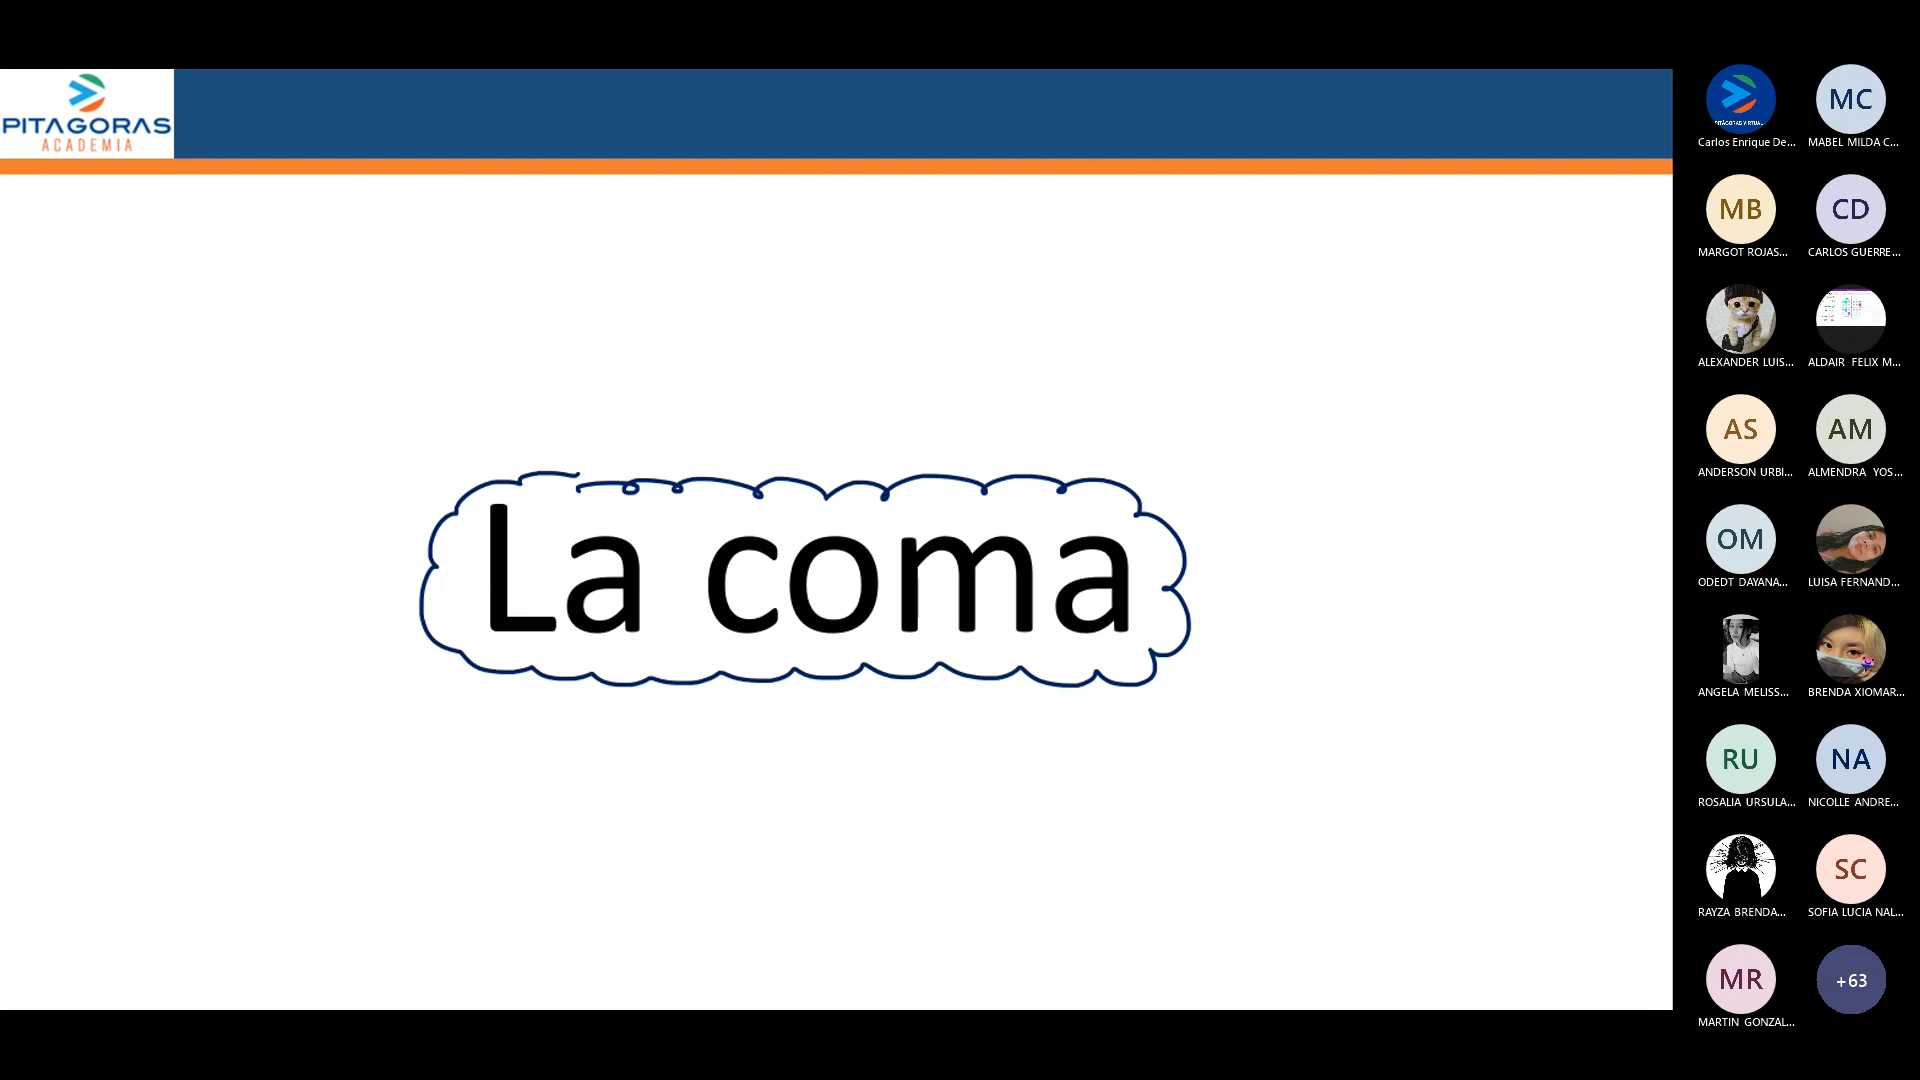 PITAGORAS
ACADEMIA
La coma
PITÁGORAS VIRTUAL
Carlos Enrique De...
MC
MABEL MILDA C...
MB
MARGOT ROJAS...
CD
CARLOS GUERRE...
ALEXANDER LUIS...
ALDAIR FELIX M...
AS
ANDERSON URBI...
AM
ALMENDRA YOS...
OM
ODEDT DAYANA...
LUISA FERNAND...
ANGELA MELISS...
BRENDA XIOMAR...
RU
ROSALIA URSULA...
NA
NICOLLE ANDRE...
RAYZA BRENDA...
SC
SOFIA LUCIA NAL...
MR
MARTIN GONZAL...
+63